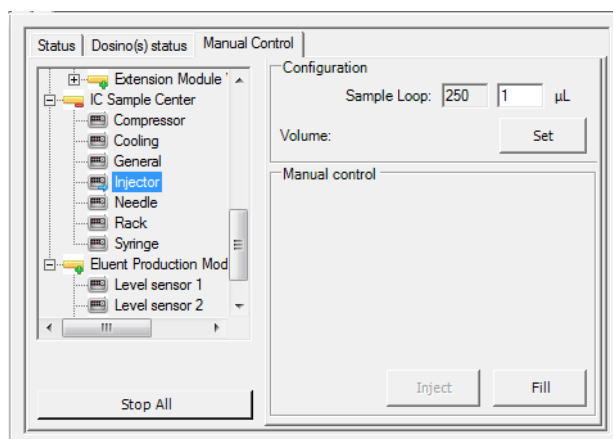 Status
Dosino(s) status
Manual Control
Extension Module
IC Sample Center
Compressor
Cooling
General
Injector
Needle
Rack
Syringe
Eluent Production Mod
Level sensor 1
Level sensor 2
Stop All
Configuration
Sample Loop: 250 1 µL
Volume: Set
Manual control
Inject Fill